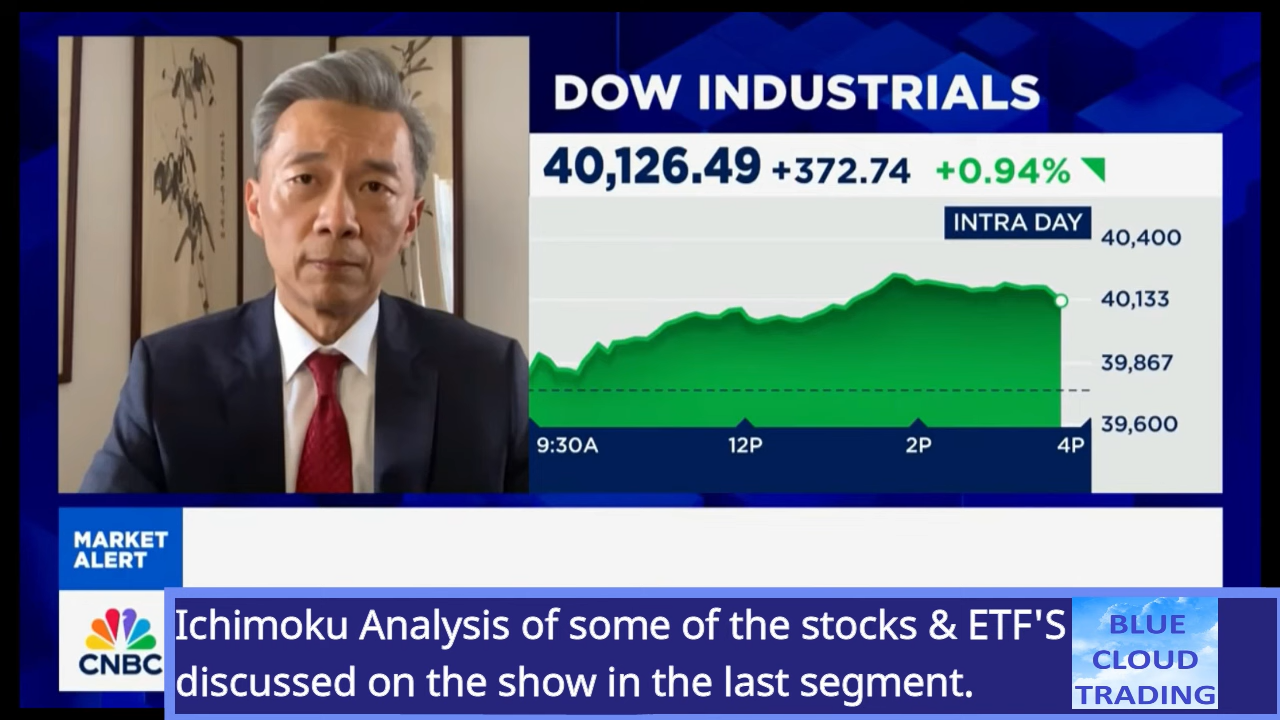 DOW INDUSTRIALS
40,126.49 +372.74 +0.94%
INTRA DAY
40,400
40,133
39,867
39,600
9:30A 12P 2P 4P
MARKET
ALERT
CNBC
Ichimoku Analysis of some of the stocks & ETF'S
discussed on the show in the last segment.
BLUE
CLOUD
TRADING